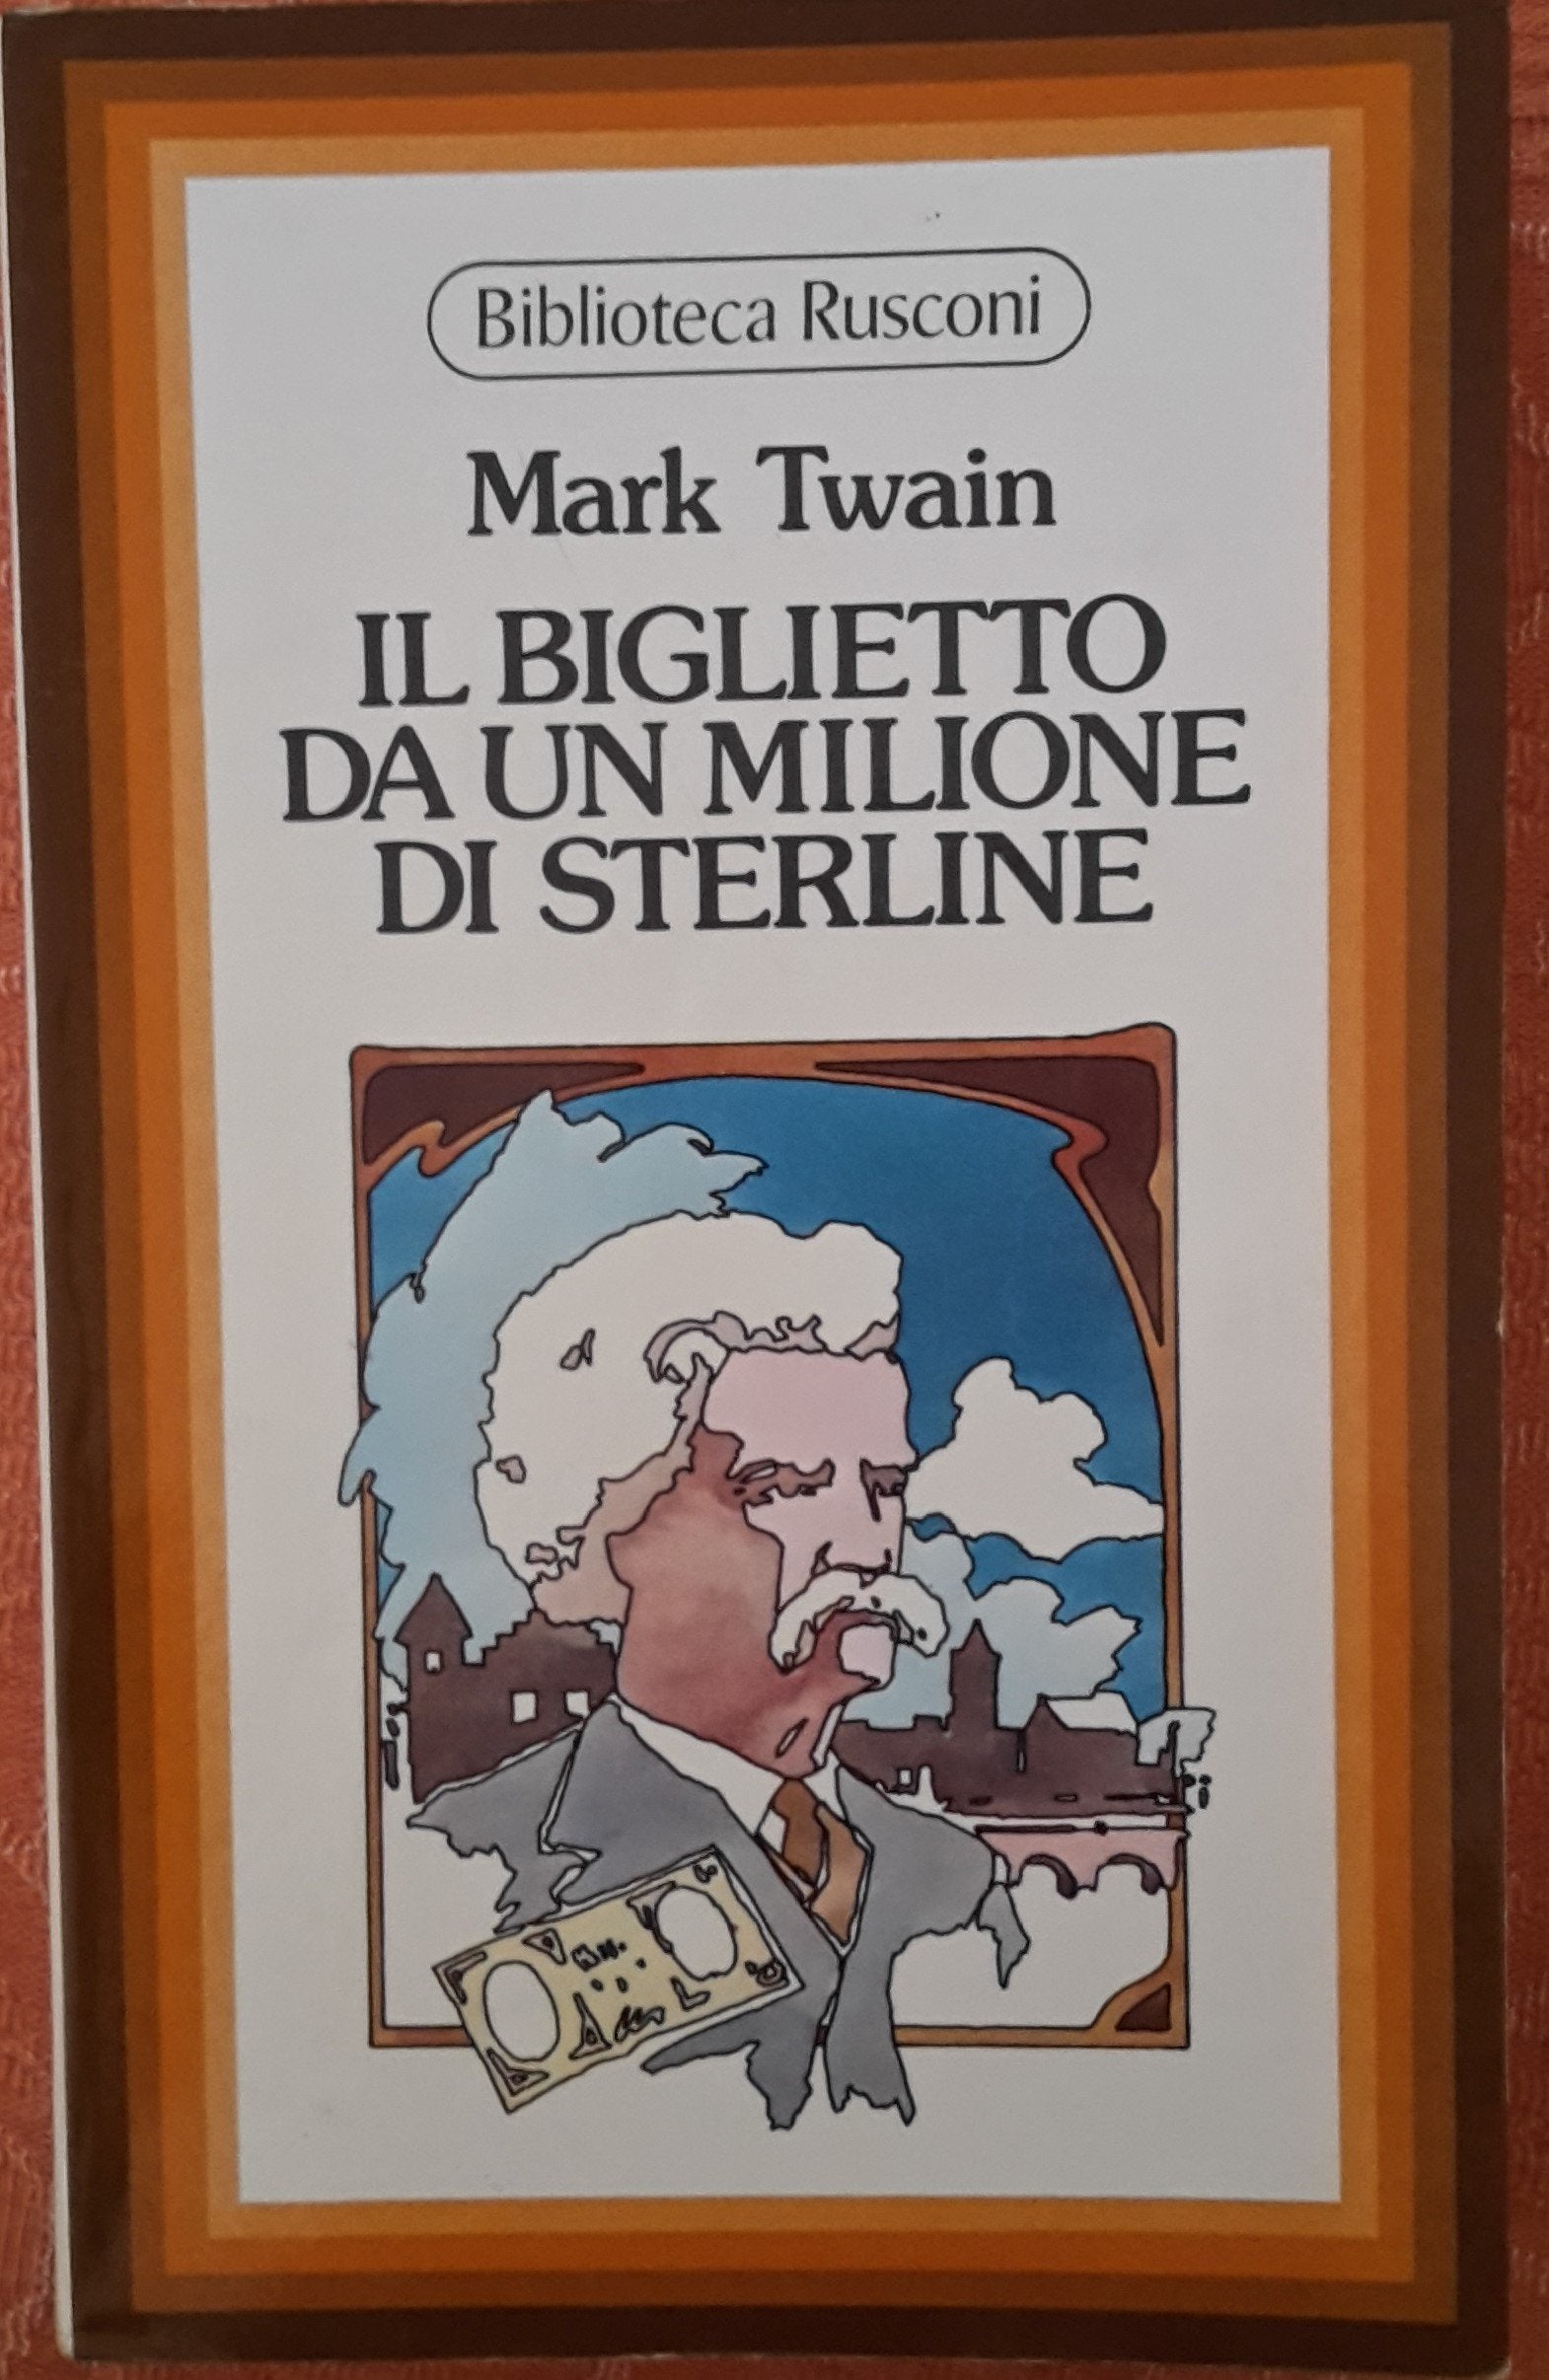 Biblioteca Rusconi
Mark Twain
IL BIGLIETTO
DA UN MILIONE
DI STERLINE